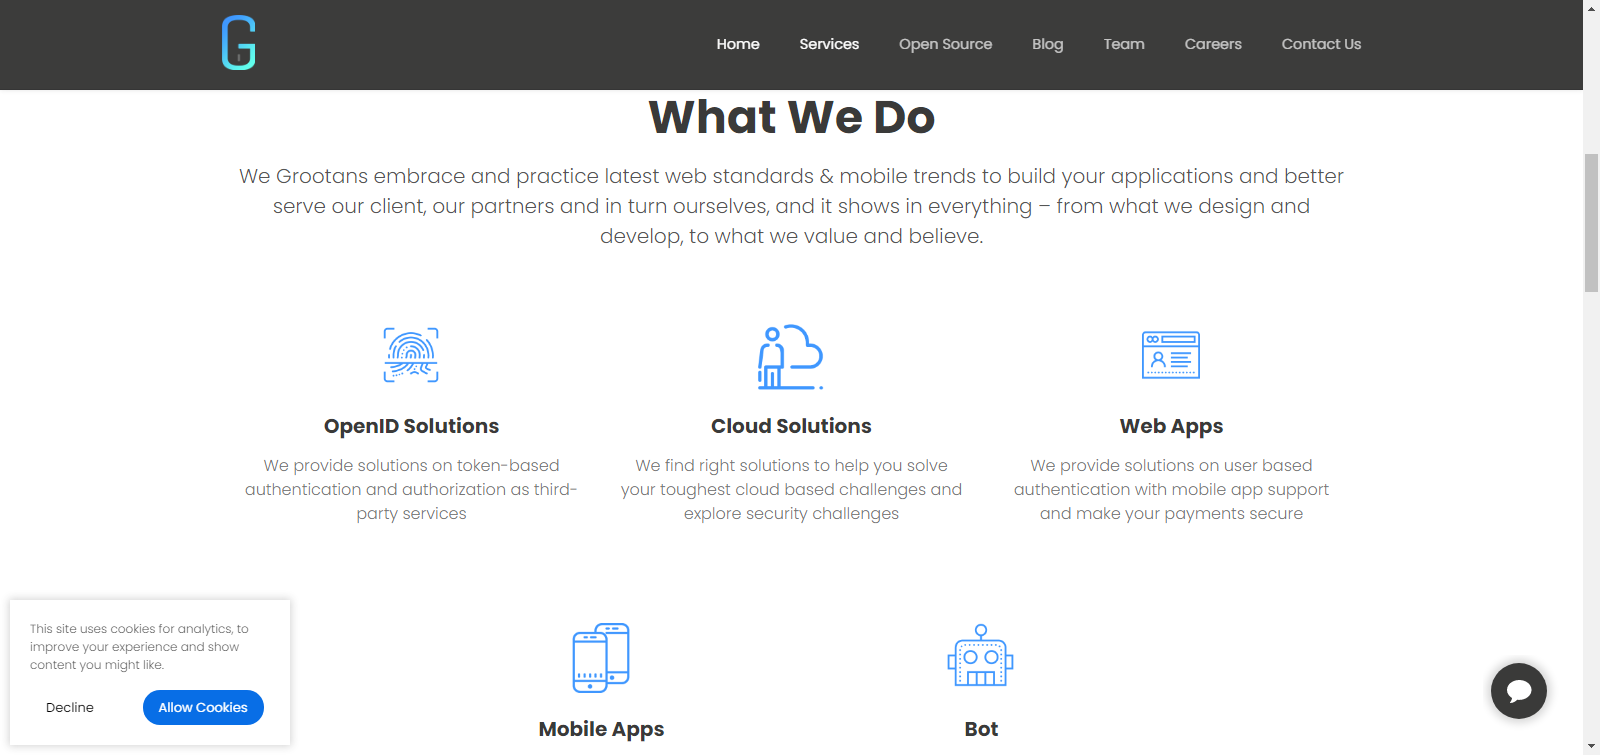 Home Services Open Source Blog Team Careers Contact Us
What We Do
We Grootans embrace and practice latest web standards & mobile trends to build your applications and better
serve our client, our partners and in turn ourselves, and it shows in everything – from what we design and
develop, to what we value and believe.
OpenID Solutions
We provide solutions on token-based
authentication and authorization as third-
party services
Cloud Solutions
We find right solutions to help you solve
your toughest cloud based challenges and
explore security challenges
Web Apps
We provide solutions on user based
authentication with mobile app support
and make your payments secure
Mobile Apps
Bot
This site uses cookies for analytics, to
improve your experience and show
content you might like.
Decline
Allow Cookies